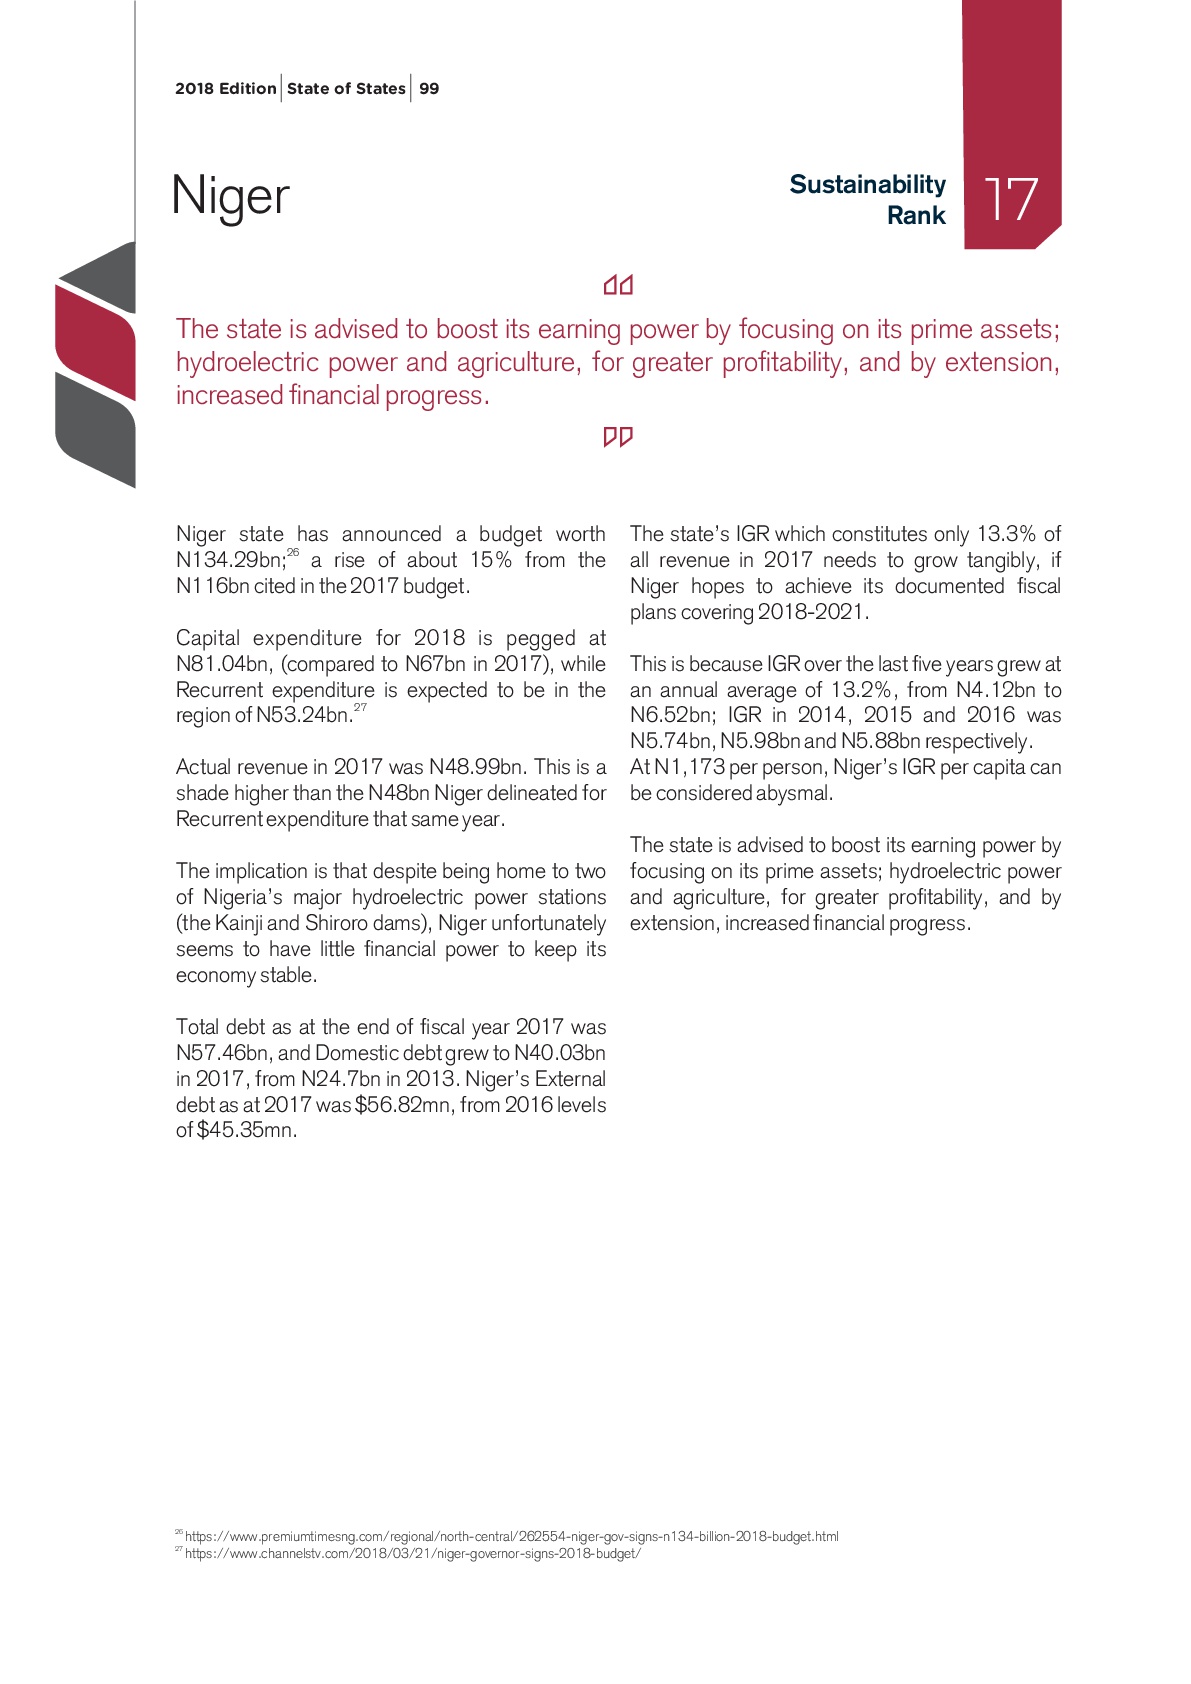 2018 Edition State of States 99
Niger
Sustainability
Rank
17
The state is advised to boost its earning power by focusing on its prime assets;
hydroelectric power and agriculture, for greater profitability, and by extension,
increased financial progress.
Niger state has announced a budget worth
N134.29bn;26 a rise of about 15% from the
N116bn cited in the 2017 budget.
Capital expenditure for 2018 is pegged at
N81.04bn, (compared to N67bn in 2017), while
Recurrent expenditure is expected to be in the
region of N53.24bn.27
Actual revenue in 2017 was N48.99bn. This is a
shade higher than the N48bn Niger delineated for
Recurrent expenditure that same year.
The implication is that despite being home to two
of Nigeria's major hydroelectric power stations
(the Kainji and Shiroro dams), Niger unfortunately
seems to have little financial power to keep its
economy stable.
Total debt as at the end of fiscal year 2017 was
N57.46bn, and Domestic debt grew to N40.03bn
in 2017, from N24.7bn in 2013. Niger's External
debt as at 2017 was $56.82mn, from 2016 levels
of $45.35mn.
The state's IGR which constitutes only 13.3% of
all revenue in 2017 needs to grow tangibly, if
Niger hopes to achieve its documented fiscal
plans covering 2018-2021.
This is because IGR over the last five years grew at
an annual average of 13.2%, from N4.12bn to
N6.52bn; IGR in 2014, 2015 and 2016 was
N5.74bn, N5.98bn and N5.88bn respectively.
At N1,173 per person, Niger's IGR per capita can
be considered abysmal.
The state is advised to boost its earning power by
focusing on its prime assets; hydroelectric power
and agriculture, for greater profitability, and by
extension, increased financial progress.
26 https://www.premiumtimesng.com/regional/north-central/262554-niger-gov-signs-n134-billion-2018-budget.html
27 https://www.channelstv.com/2018/03/21/niger-governor-signs-2018-budget/